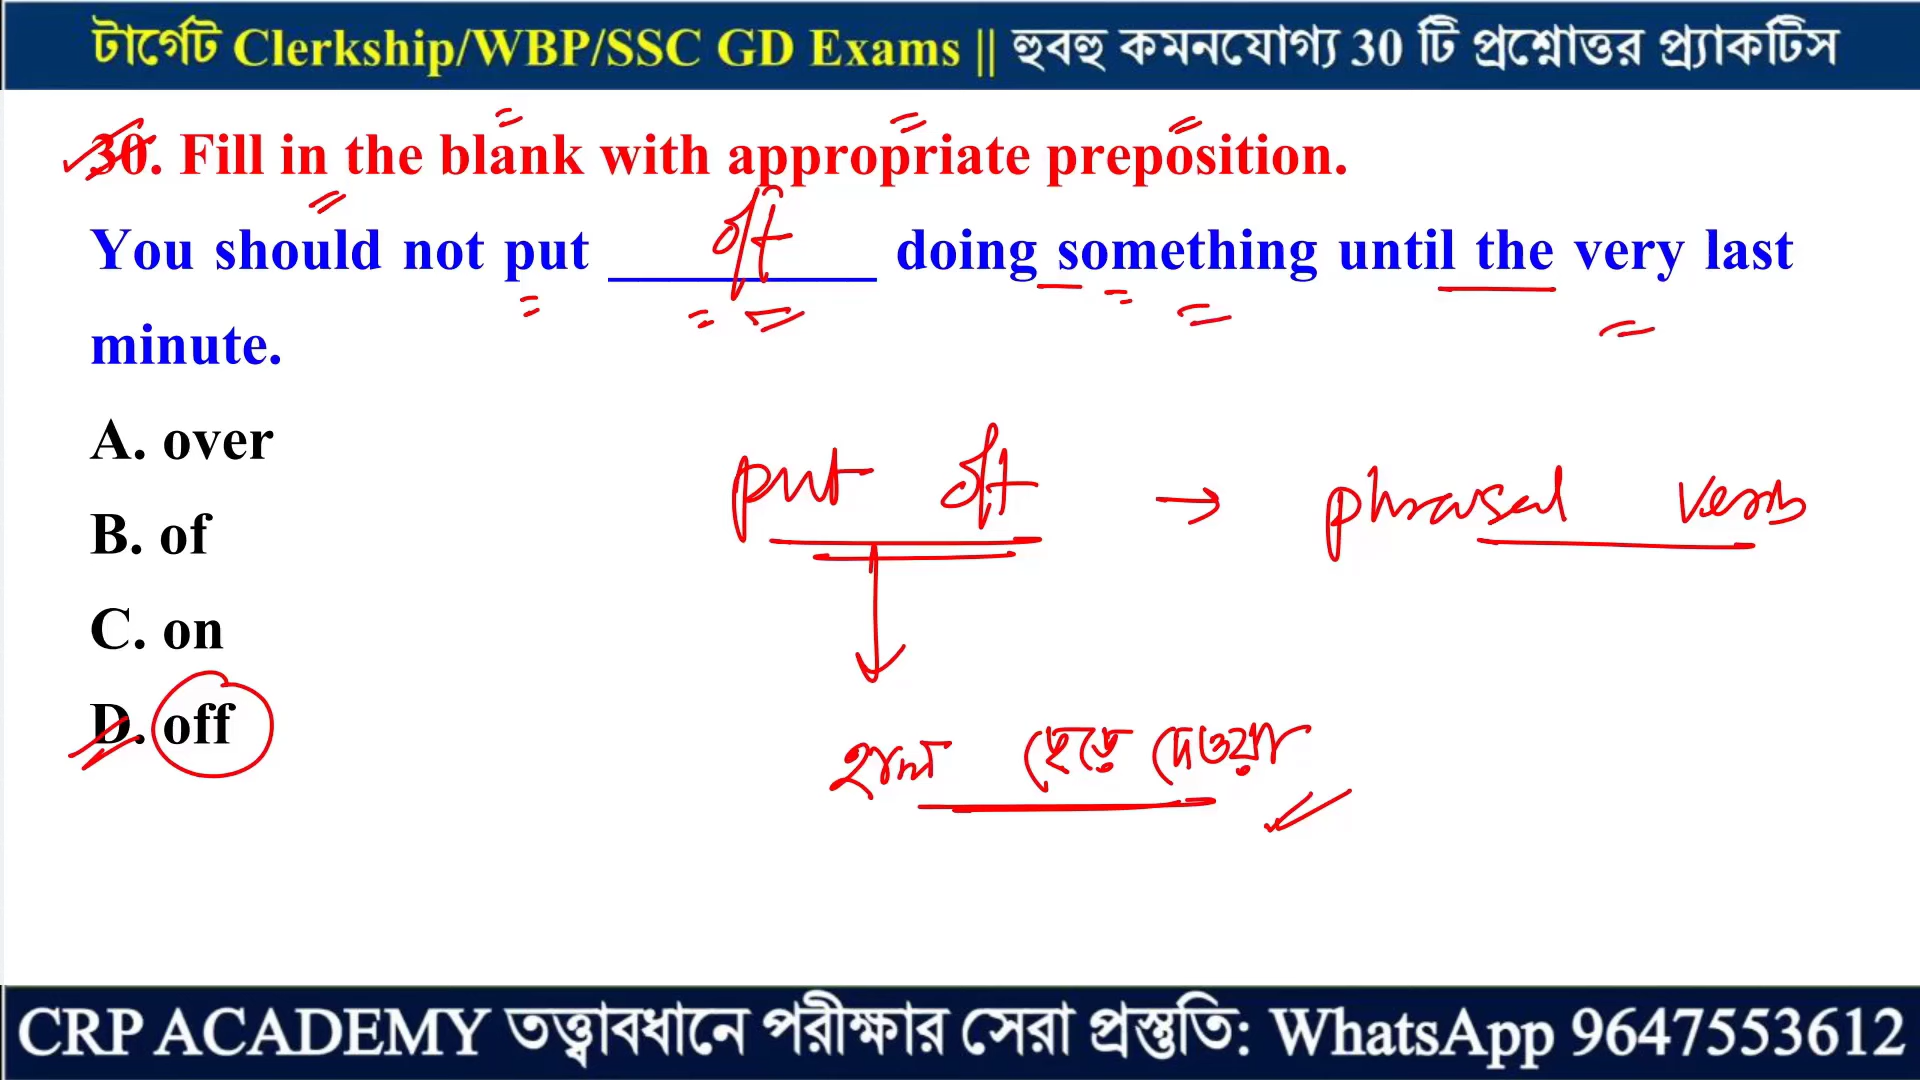 টার্গেট Clerkship/WBP/SSC GD Exams || হুবহু কমনযোগ্য 30 টি প্রশ্নোত্তর প্র্যাকটিস
30. Fill in the blank with appropriate preposition.
You should not put off doing something until the very last
minute.
A. over
B. of
C. on
D. off
put off → phrasal verb
হাল ছেড়ে দেওয়া
CRP ACADEMY তত্ত্বাবধানে পরীক্ষার সেরা প্রস্তুতি: WhatsApp 9647553612